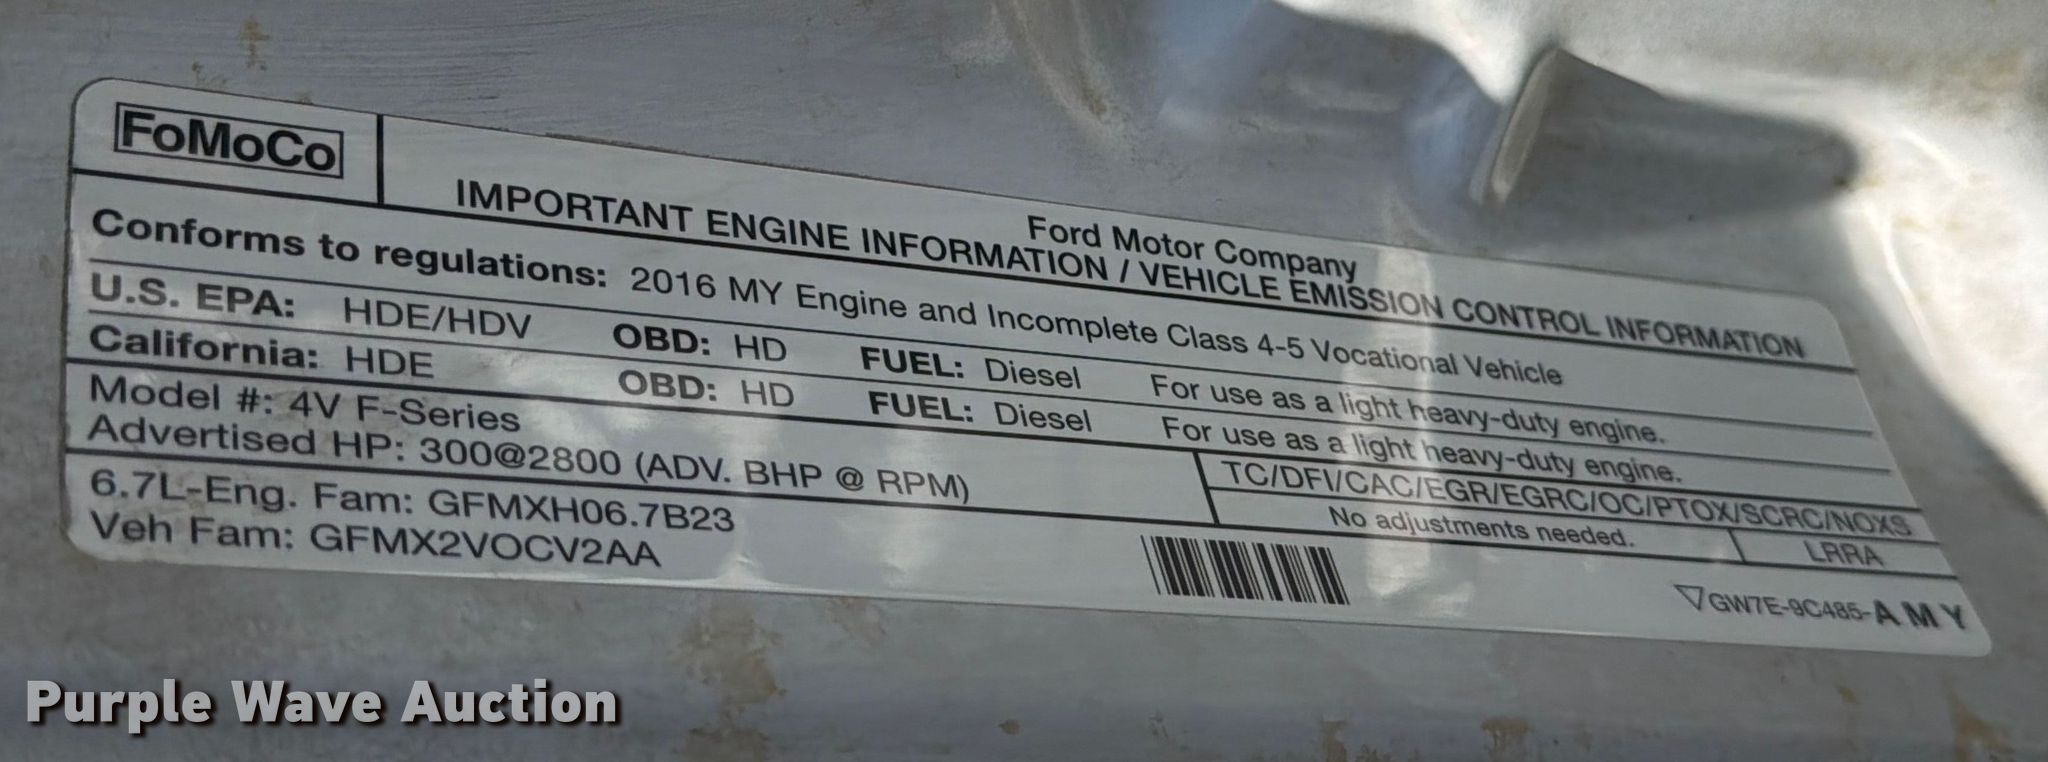 FoMoCo
Ford Motor Company
IMPORTANT ENGINE INFORMATION / VEHICLE EMISSION CONTROL INFORMATION
Conforms to regulations: 2016 MY Engine and Incomplete Class 4-5 Vocational Vehicle
U.S. EPA: HDE/HDV OBD: HD FUEL: Diesel For use as a light heavy-duty engine.
California: HDE OBD: HD FUEL: Diesel For use as a light heavy-duty engine.
Model #: 4V F-Series
Advertised HP: 300@2800 (ADV. BHP @ RPM)
TC/DFI/CAC/EGR/EGRC/OC/PTOX/SCRC/NOXS
No adjustments needed.
LRRA
6.7L-Eng. Fam: GFMXH06.7B23
Veh Fam: GFMX2VOCV2AA
GW7E-9C485-AMY
Purple Wave Auction